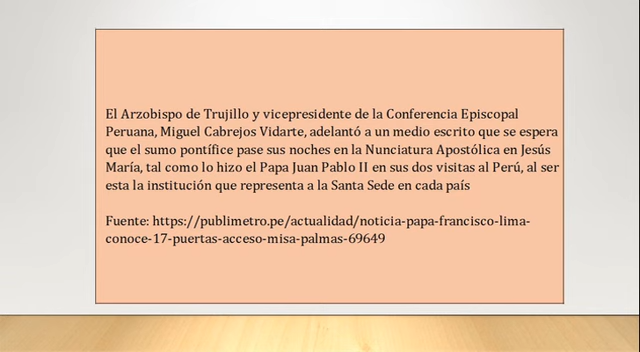 El Arzobispo de Trujillo y vicepresidente de la Conferencia Episcopal
Peruana, Miguel Cabrejos Vidarte, adelantó a un medio escrito que se espera
que el sumo pontífice pase sus noches en la Nunciatura Apostólica en Jesús
María, tal como lo hizo el Papa Juan Pablo II en sus dos visitas al Perú, al ser
esta la institución que representa a la Santa Sede en cada país
Fuente: https://publimetro.pe/actualidad/noticia-papa-francisco-lima-
conoce-17-puertas-acceso-misa-palmas-69649